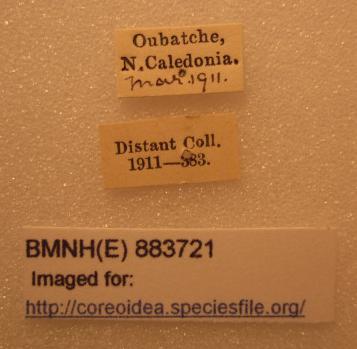 Oubatche,
N.Caledonia.
Mar.1911.
Distant Coll.
1911—383.
BMNH(E) 883721
Imaged for:
http://coreoidea.speciesfile.org/